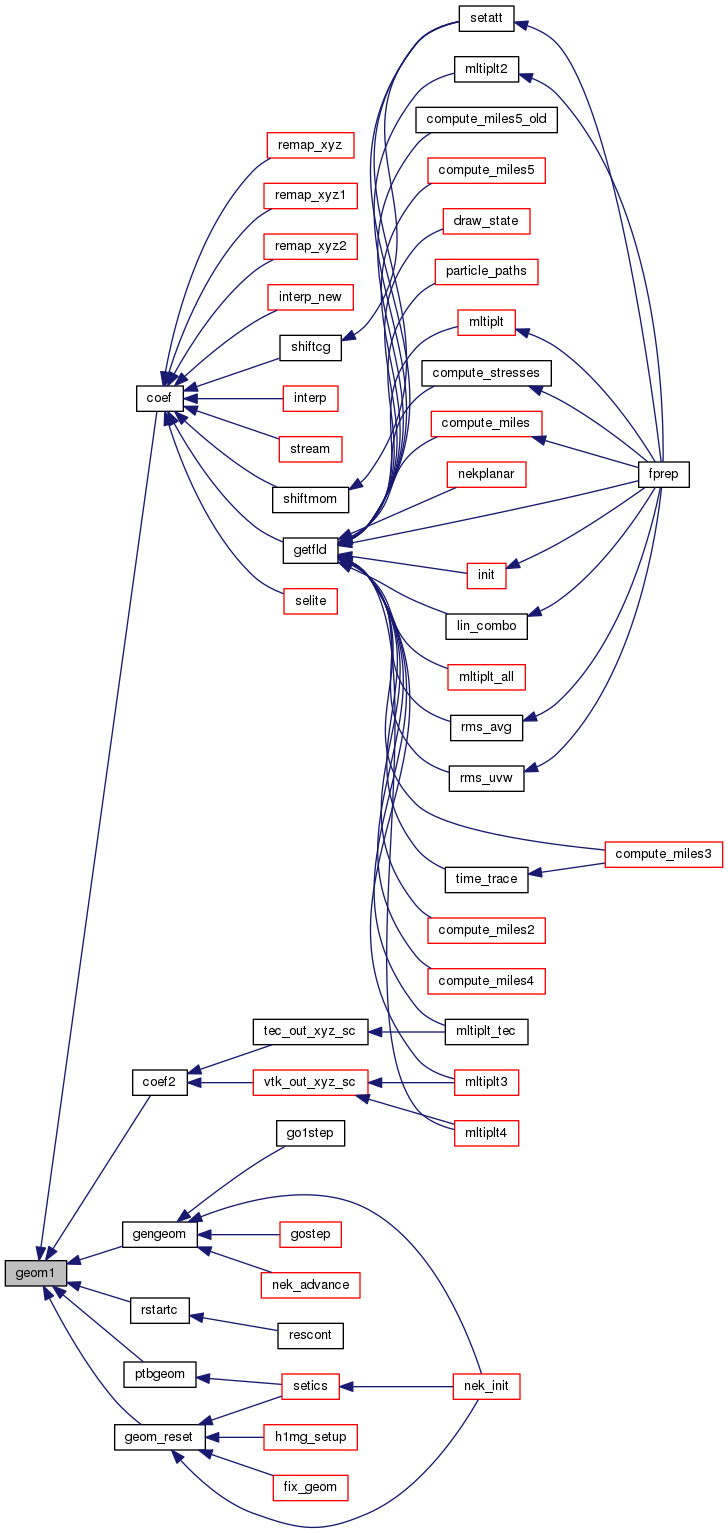 setatt
mltiplt2
compute_miles5_old
remap_xyz
compute_miles5
remap_xyz1
draw_state
remap_xyz2
particle_paths
interp_new
mltiplt
shiftcg
compute_stresses
coef
interp
compute_miles
stream
nekplanar
fprep
shiftmom
getfld
init
selite
lin_combo
mltiplt_all
rms_avg
rms_uvw
compute_miles3
time_trace
compute_miles2
compute_miles4
tec_out_xyz_sc
mltiplt_tec
coef2
vtk_out_xyz_sc
mltiplt3
mltiplt4
go1step
gengeom
gostep
geom1
nek_advance
rstartc
rescont
ptbgeom
setics
nek_init
geom_reset
h1mg_setup
fix_geom